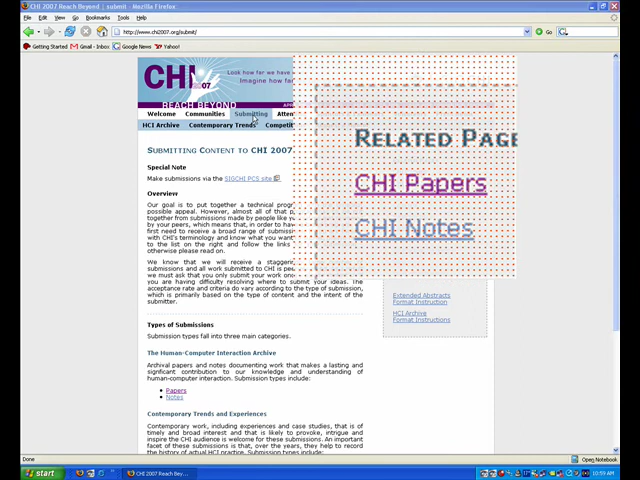 CHI 2007 Reach Beyond | submit - Mozilla Firefox
File Edit View Go Bookmarks Tools Help
http://www.chi2007.org/submit/
Go
Getting Started Gmail - Inbox Google News Yahoo!
CHI 2007
Look how far we have
Imagine how far
REACH BEYOND
Welcome Communities Submitting
HCI Archive Contemporary Trends
SUBMITTING CONTENT TO CHI 2007
Special Note
Make submissions via the SIGCHI PCS site
Overview
Our goal is to put together a technical
possible appeal. However, almost all of that
together from submissions made by people like
by your peers, which means that, in order to
first need to receive a broad range of
with CHI's terminology and know what you want
to the list on the right and follow the links
otherwise please read on.
We know that we will receive a
submissions and all work submitted to CHI is
we must ask that you only submit your work
you are having difficulty resolving where to submit your ideas. The
acceptance rate and criteria do vary according to the type of submission,
which is primarily based on the type of content and the intent of the
submitter.
Types of Submissions
Submission types fall into three main categories.
The Human-Computer Interaction Archive
Archival papers and notes documenting work that makes a lasting and
significant contribution to our knowledge and understanding of
human-computer interaction. Submission types include:
Papers
Notes
Contemporary Trends and Experiences
Contemporary work, including experiences and case studies, that is of
timely and broad interest and that is likely to provoke, intrigue and
inspire the CHI audience is welcome for these submissions. An important
facet of these submissions is that, over the years, they help to record
the history of actual HCI practice. Submission types include:
RELATED PAGE
CHI Papers
CHI Notes
Extended Abstracts
Format Instruction
HCI Archive
Format Instructions
Done
Open Notebook
start
CHI 2007 Reach Bey...
10:59 AM